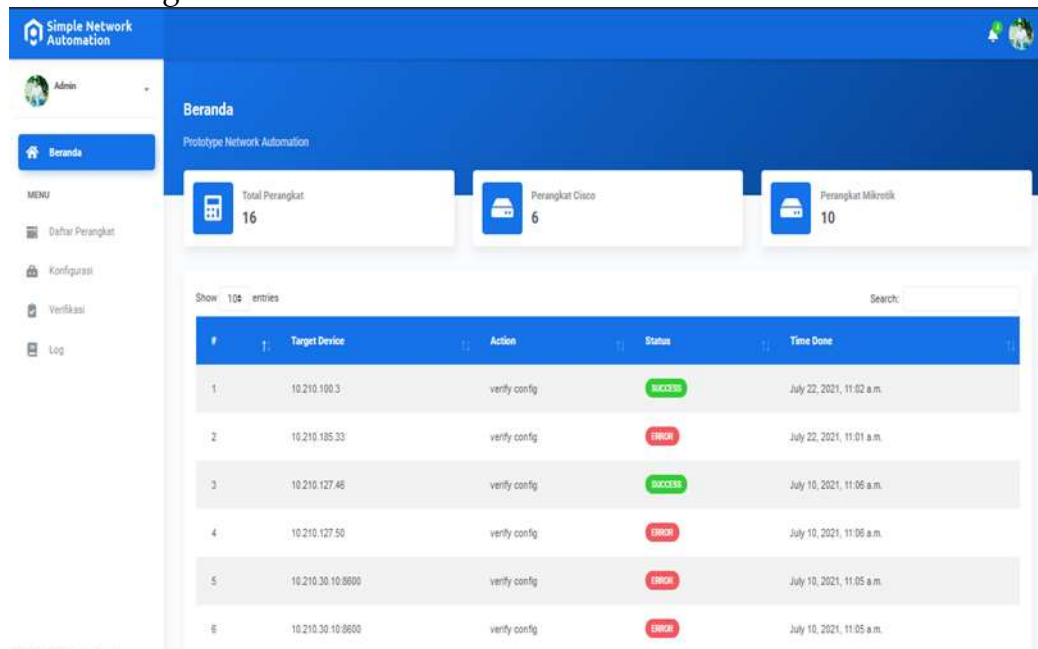 Simple Network
Automation
Admin
Beranda
MENU
Daftar Perangkat
Konfigurasi
Verifikasi
Log
Beranda
Prototype Network Automation
Total Perangkat
16
Perangkat Cisco
6
Perangkat Mikrotik
10
Show 10 entries
Search:
# Target Device Action Status Time Done
1 10.210.100.3 verify config SUCCESS July 22, 2021, 11:02 a.m.
2 10.210.185.33 verify config ERROR July 22, 2021, 11:01 a.m.
3 10.210.127.46 verify config SUCCESS July 10, 2021, 11:06 a.m.
4 10.210.127.50 verify config ERROR July 10, 2021, 11:06 a.m.
5 10.210.30.10:8600 verify config ERROR July 10, 2021, 11:05 a.m.
6 10.210.30.10:8600 verify config ERROR July 10, 2021, 11:05 a.m.